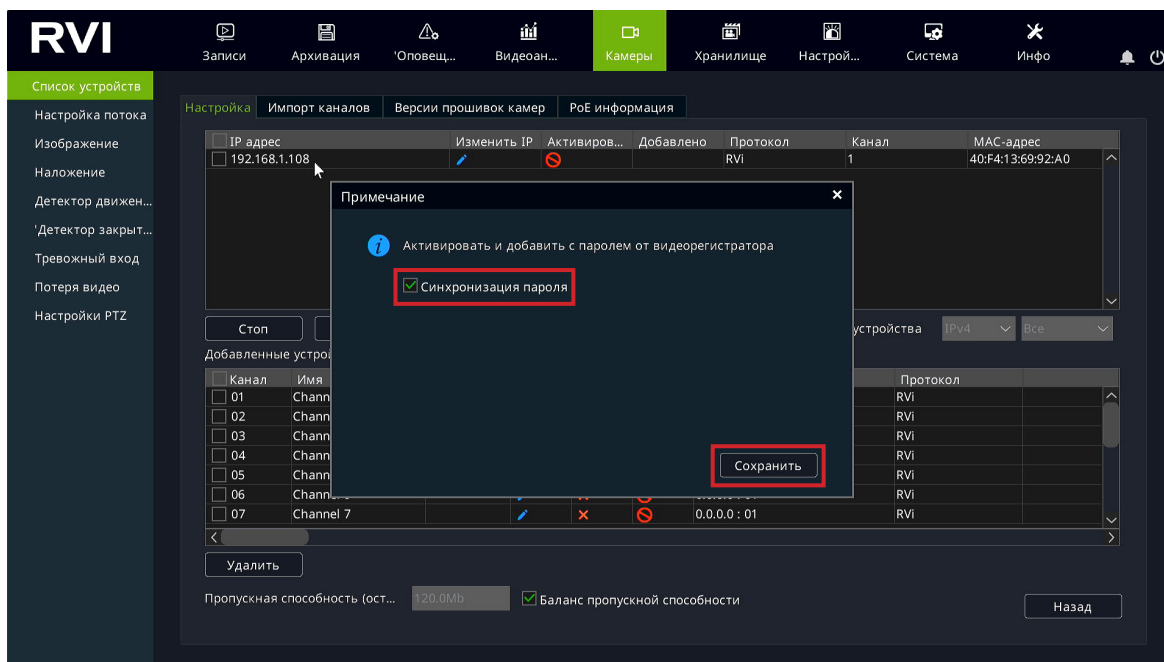 RVI
Записи
Архивация
'Оповещ...
Видеоан...
Камеры
Хранилище
Настрой...
Система
Инфо
Список устройств
Настройка потока
Изображение
Наложение
Детектор движен...
'Детектор закрыт...
Тревожный вход
Потеря видео
Настройки PTZ
Настройка Импорт каналов Версии прошивок камер PoE информация
IP адрес Изменить IP Активиров... Добавлено Протокол Канал MAC-адрес
192.168.1.108 RVi 1 40:F4:13:69:92:A0
Примечание
Активировать и добавить с паролем от видеорегистратора
Синхронизация пароля
Сохранить
Стоп устройства IPv4 Все
Добавленные устрой
Канал Имя Протокол
01 Chann RVi
02 Chann RVi
03 Chann RVi
04 Chann RVi
05 Chann RVi
06 Chann RVi
07 Channel 7 0.0.0.0 : 01 RVi
Удалить
Пропускная способность (ост... 120.0Mb Баланс пропускной способности
Назад